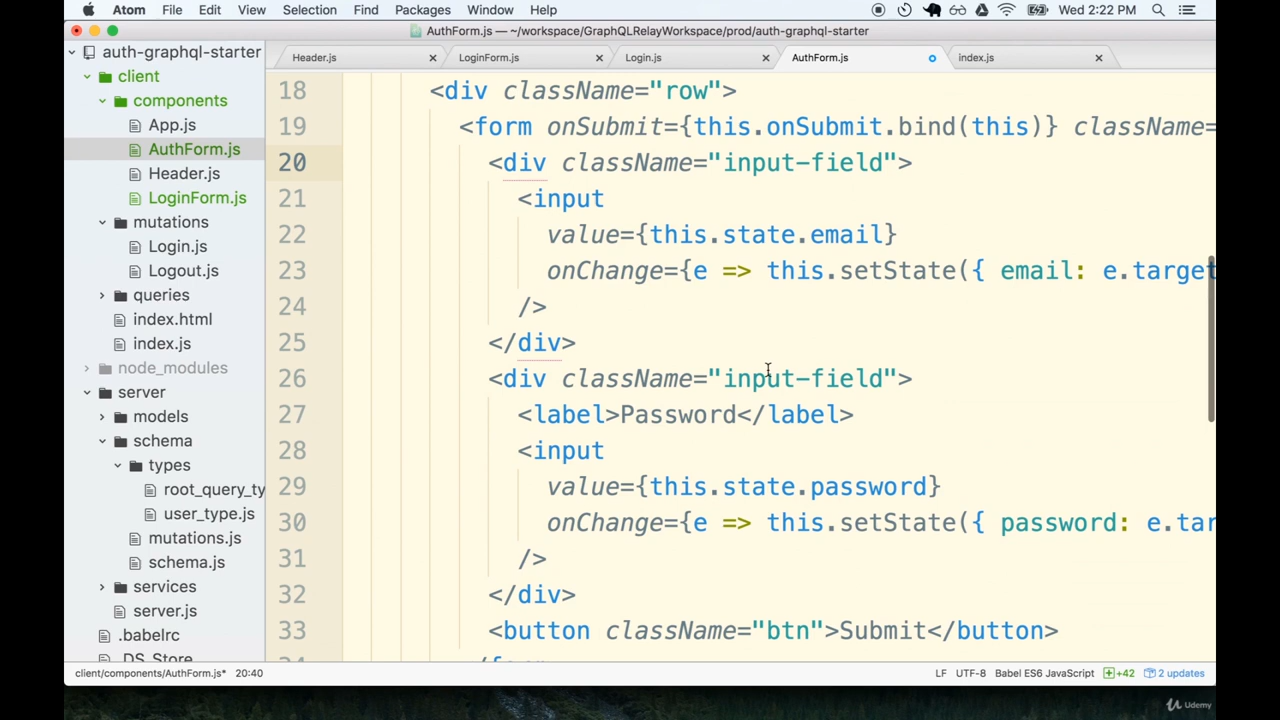 Atom File Edit View Selection Find Packages Window Help Wed 2:22 PM
AuthForm.js — ~/workspace/GraphQLRelayWorkspace/prod/auth-graphql-starter
auth-graphql-starter
client
components
App.js
AuthForm.js
Header.js
LoginForm.js
mutations
Login.js
Logout.js
queries
index.html
index.js
node_modules
server
models
schema
types
root_query_ty
user_type.js
mutations.js
schema.js
services
server.js
.babelrc
.DS_Store
Header.js LoginForm.js Login.js AuthForm.js index.js
18 <div className="row">
19 <form onSubmit={this.onSubmit.bind(this)} className=
20 <div className="input-field">
21 <input
22 value={this.state.email}
23 onChange={e => this.setState({ email: e.target
24 />
25 </div>
26 <div className="input-field">
27 <label>Password</label>
28 <input
29 value={this.state.password}
30 onChange={e => this.setState({ password: e.tar
31 />
32 </div>
33 <button className="btn">Submit</button>
client/components/AuthForm.js* 20:40 LF UTF-8 Babel ES6 JavaScript +42 2 updates
Udemy